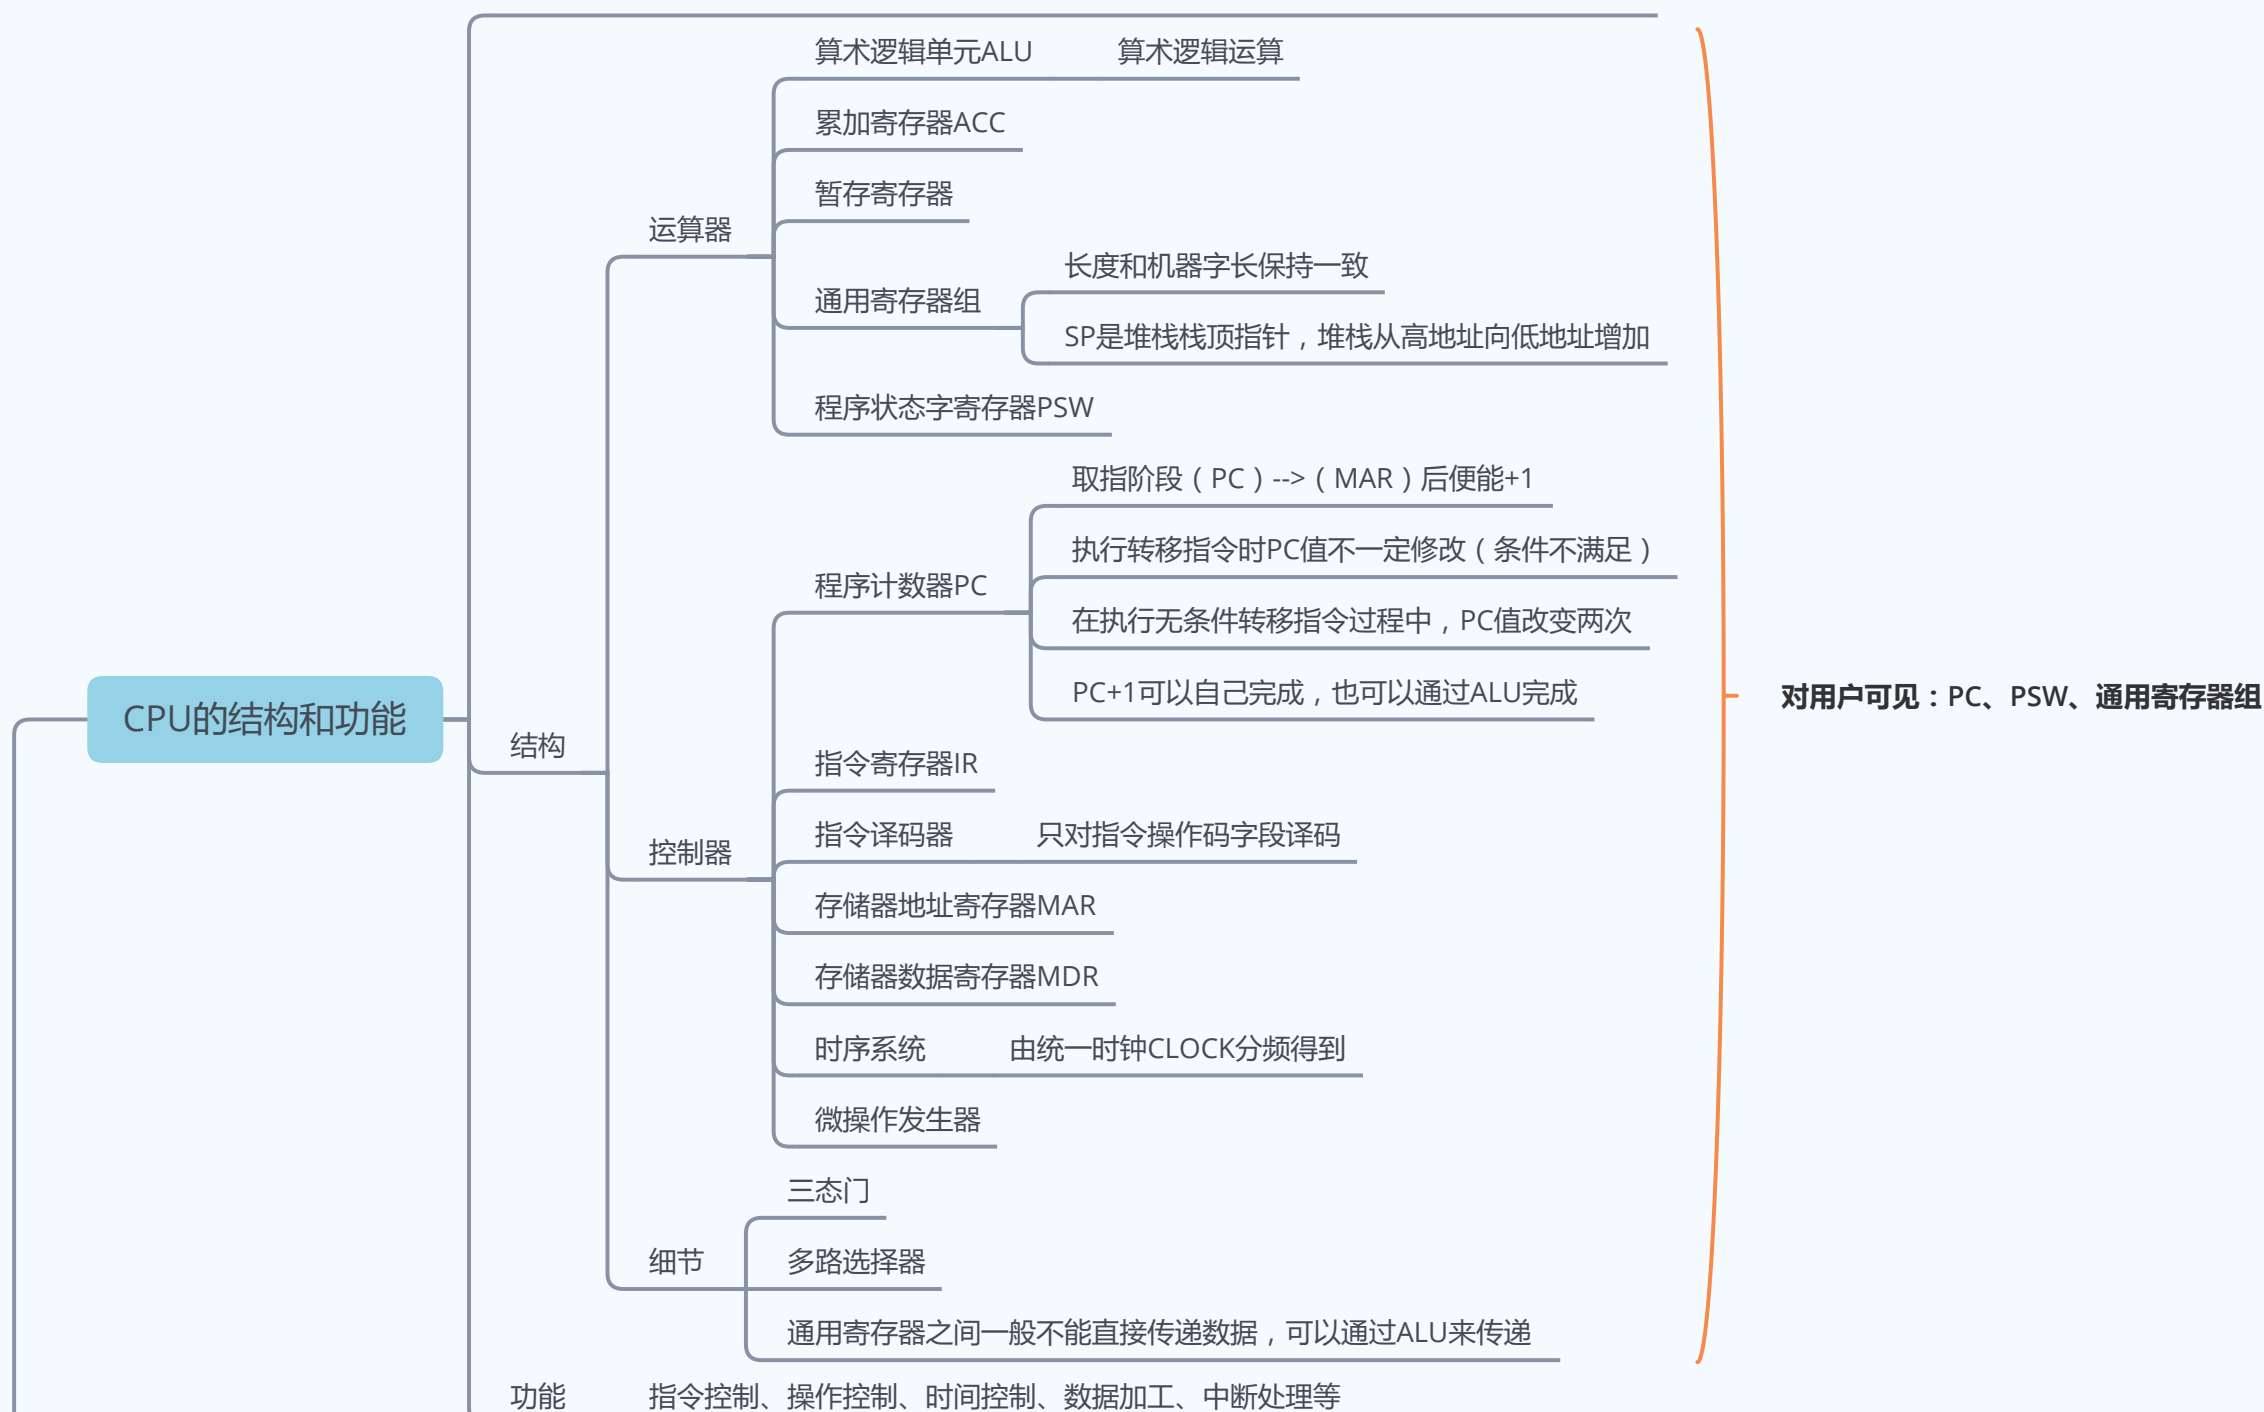 算术逻辑单元ALU
算术逻辑运算
累加寄存器ACC
暂存寄存器
运算器
长度和机器字长保持一致
通用寄存器组
SP是堆栈栈顶指针，堆栈从高地址向低地址增加
程序状态字寄存器PSW
取指阶段（PC）-->（MAR）后便能+1
执行转移指令时PC值不一定修改（条件不满足）
程序计数器PC
在执行无条件转移指令过程中，PC值改变两次
PC+1可以自己完成，也可以通过ALU完成
对用户可见：PC、PSW、通用寄存器组
CPU的结构和功能
结构
指令寄存器IR
指令译码器
只对指令操作码字段译码
控制器
存储器地址寄存器MAR
存储器数据寄存器MDR
时序系统
由统一时钟CLOCK分频得到
微操作发生器
三态门
细节
多路选择器
通用寄存器之间一般不能直接传递数据，可以通过ALU来传递
功能
指令控制、操作控制、时间控制、数据加工、中断处理等